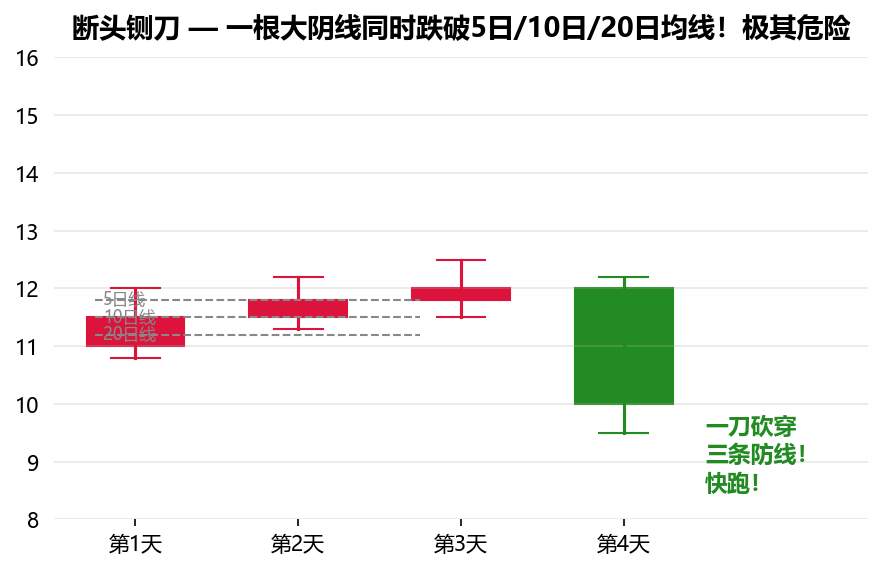 断头铡刀 — 一根大阴线同时跌破5日/10日/20日均线！极其危险
16
15
14
13
12
11
10
9
8
5日线
10日线
20日线
一刀砍穿
三条防线！
快跑！
第1天
第2天
第3天
第4天